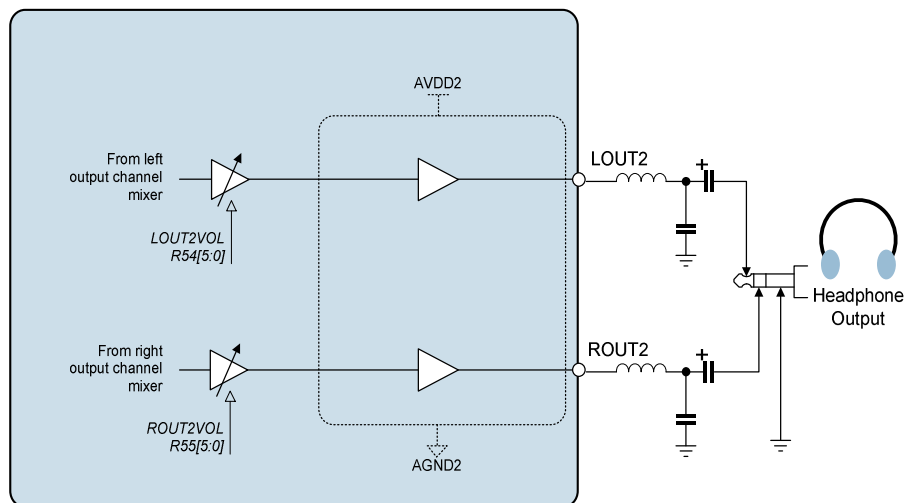 AVDD2
From left
output channel
mixer
LOUT2VOL
R54[5:0]
LOUT2
+
Headphone
Output
From right
output channel
mixer
ROUT2VOL
R55[5:0]
ROUT2
+
AGND2